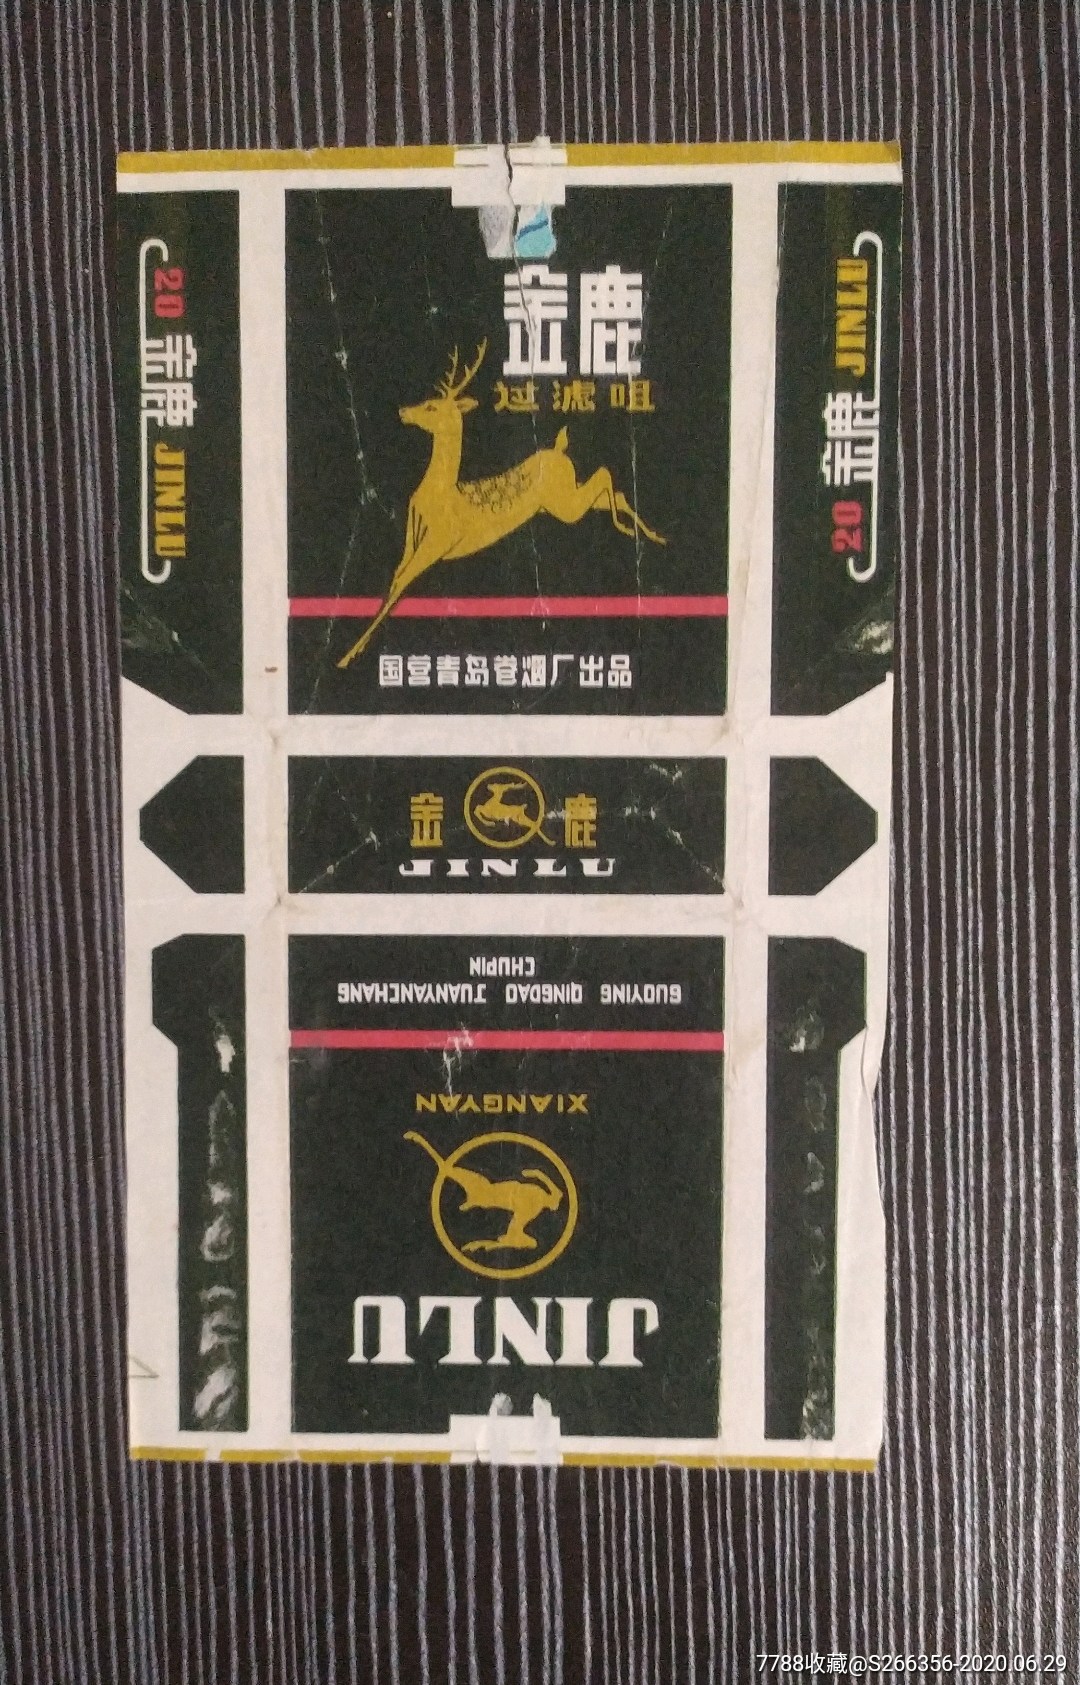 金鹿
过滤咀
国营青岛卷烟厂出品
20 金鹿 JINLU
20 金鹿 JINLU
金鹿
JINLU
GUOYING QINGDAO JUANYANCHANG
CHUPIN
XIANGYAN
JINLU
7788收藏@S266356-2020.06.29